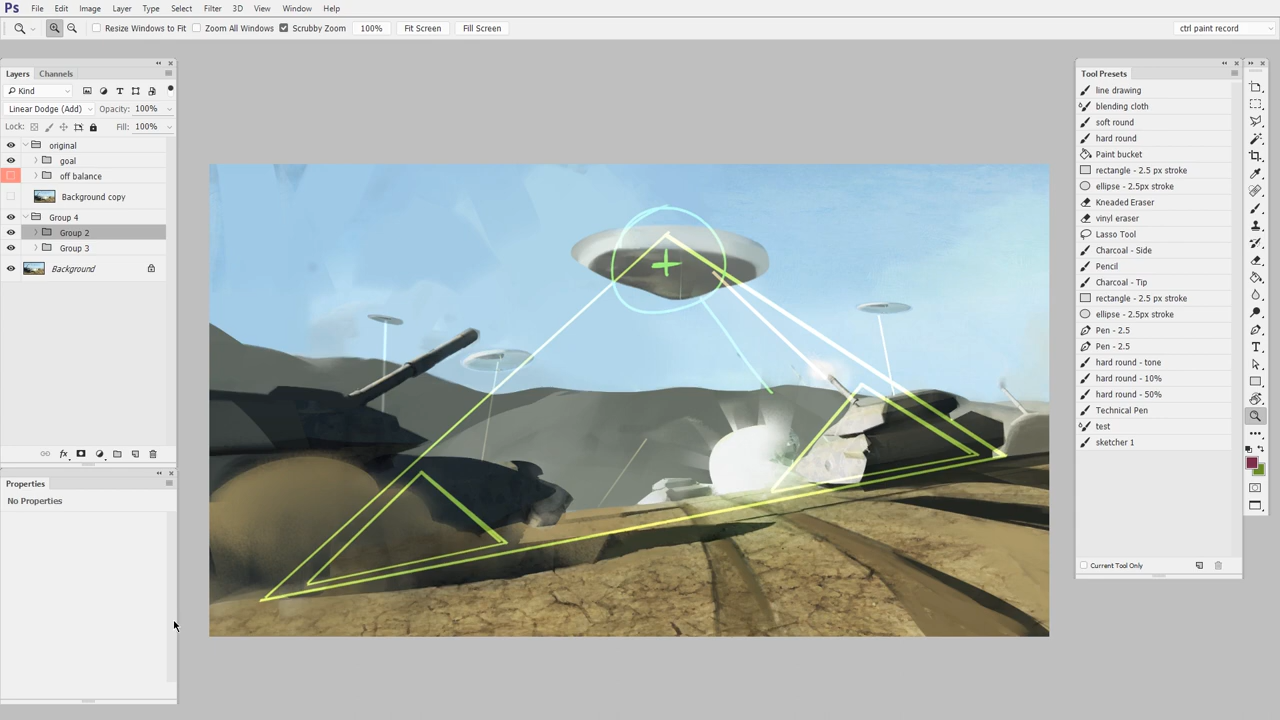 Ps File Edit Image Layer Type Select Filter 3D View Window Help
Resize Windows to Fit Zoom All Windows Scrubby Zoom 100% Fit Screen Fill Screen ctrl paint record
Layers Channels
Kind
Linear Dodge (Add) Opacity: 100%
Lock: Fill: 100%
original
goal
off balance
Background copy
Group 4
Group 2
Group 3
Background
fx
Properties
No Properties
Tool Presets
line drawing
blending cloth
soft round
hard round
Paint bucket
rectangle - 2.5 px stroke
ellipse - 2.5px stroke
Kneaded Eraser
vinyl eraser
Lasso Tool
Charcoal - Side
Pencil
Charcoal - Tip
rectangle - 2.5 px stroke
ellipse - 2.5px stroke
Pen - 2.5
Pen - 2.5
hard round - tone
hard round - 10%
hard round - 50%
Technical Pen
test
sketcher 1
Current Tool Only